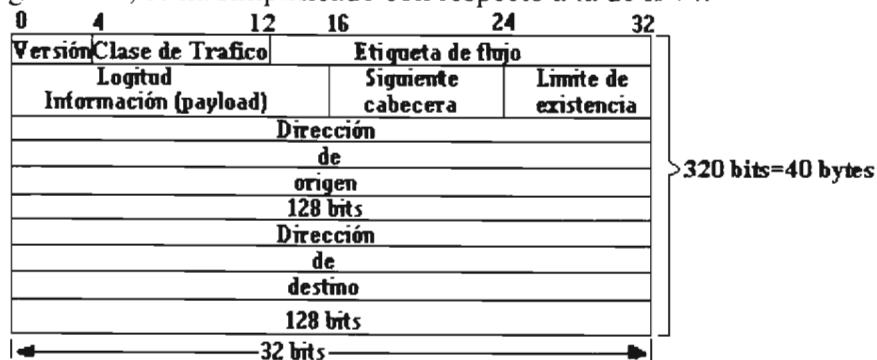 0 4 12 16 24 32
Versión Clase de Trafico Etiqueta de flujo
Logitud Siguiente Limite de
Información (payload) cabecera existencia
Dirección
de
origen
128 bits
320 bits=40 bytes
Dirección
de
destino
128 bits
32 bits